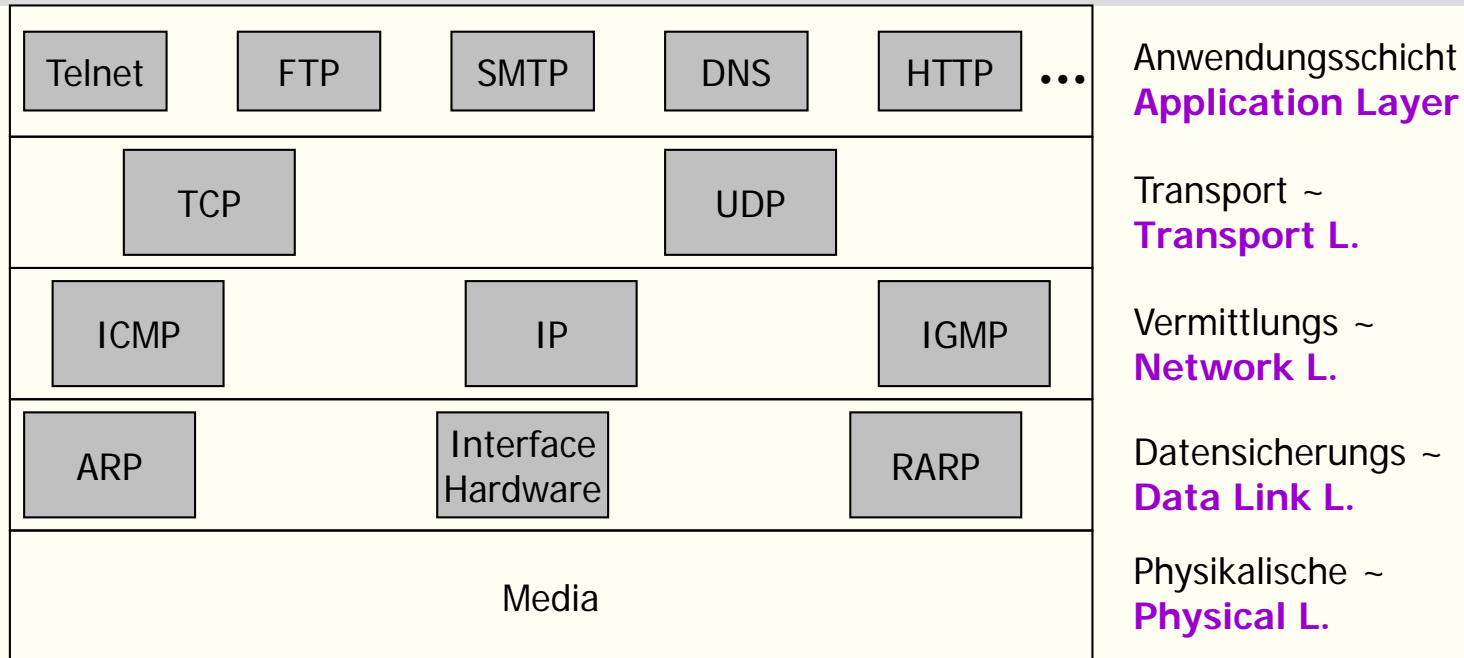 Telnet FTP SMTP DNS HTTP ...
Anwendungsschicht
Application Layer
TCP UDP
Transport ~
Transport L.
ICMP IP IGMP
Vermittlungs ~
Network L.
ARP
Interface
Hardware
RARP
Datensicherungs ~
Data Link L.
Media
Physikalische ~
Physical L.